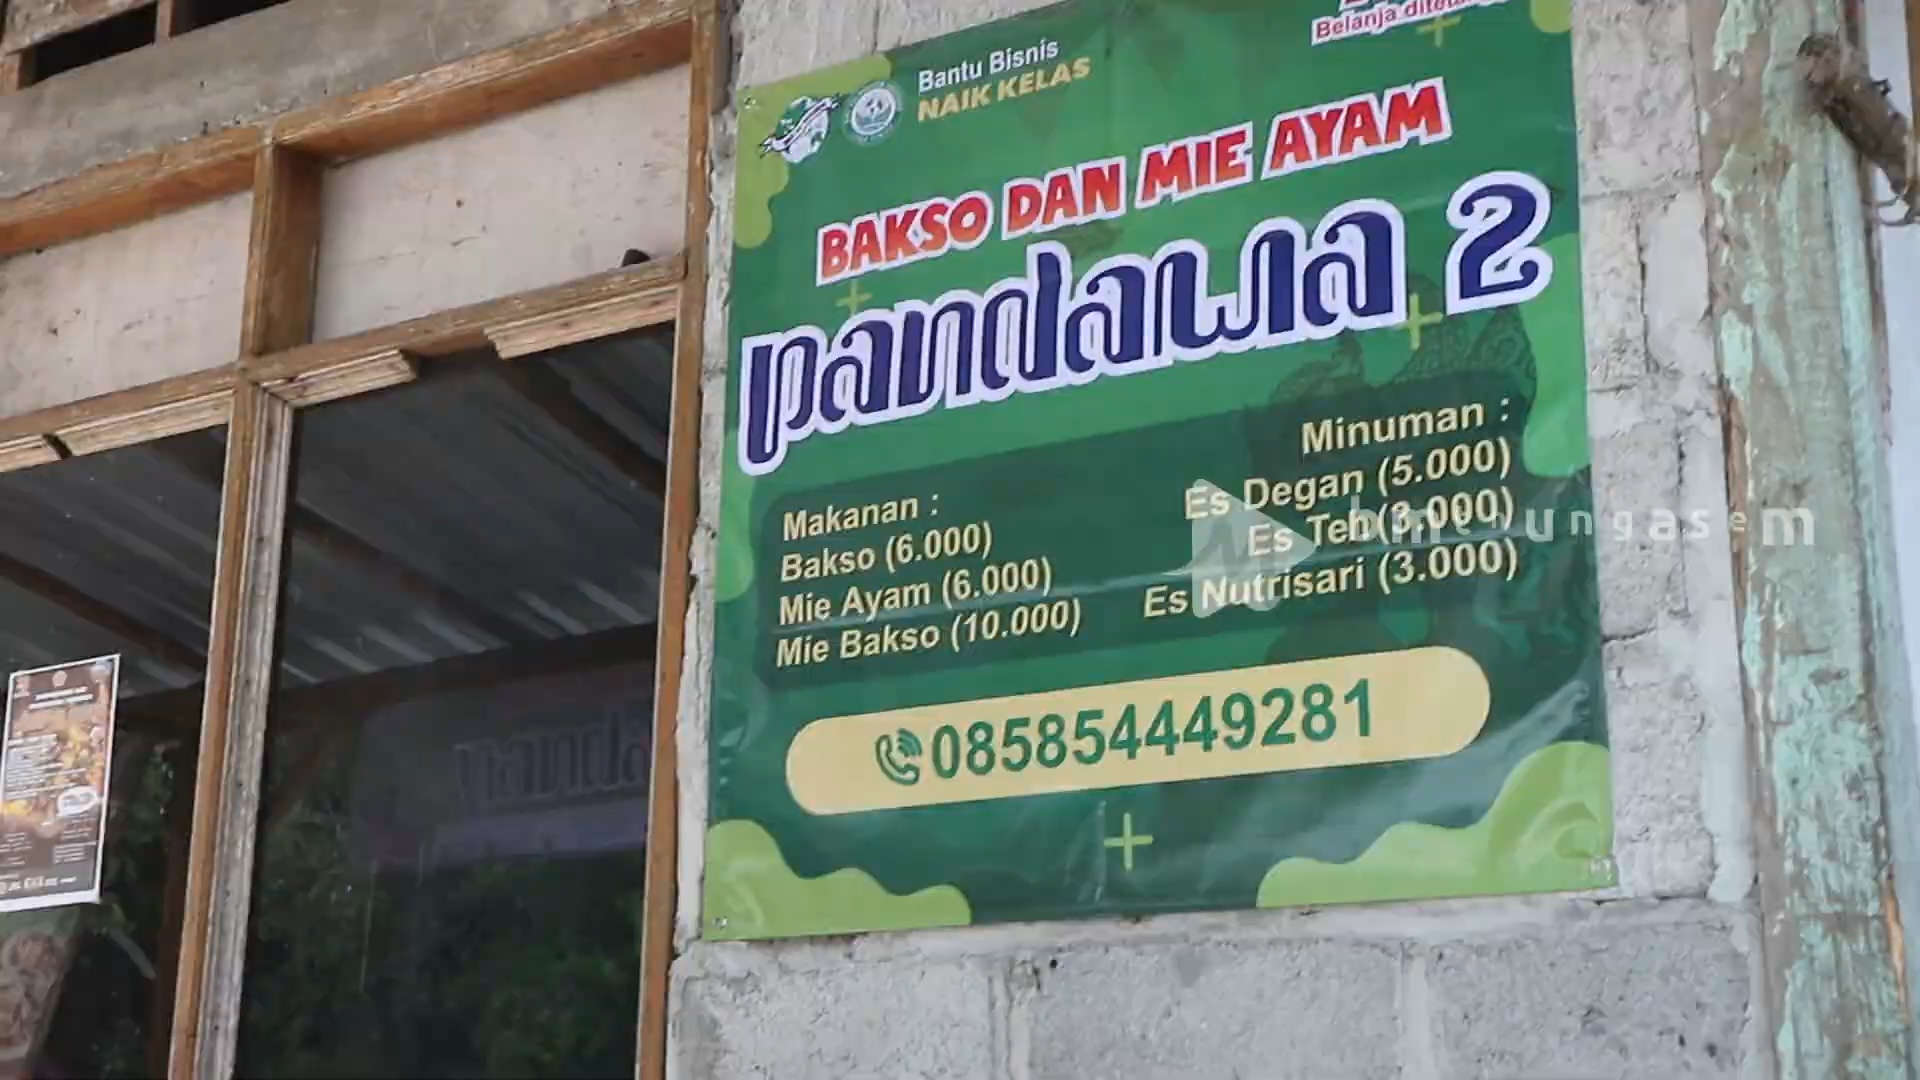 Bantu Bisnis
NAIK KELAS
Belanja
BAKSO DAN MIE AYAM
pandawa 2
Makanan :
Bakso (6.000)
Mie Ayam (6.000)
Mie Bakso (10.000)
Minuman :
Es Degan (5.000)
Es Teh (3.000)
Es Nutrisari (3.000)
085854449281